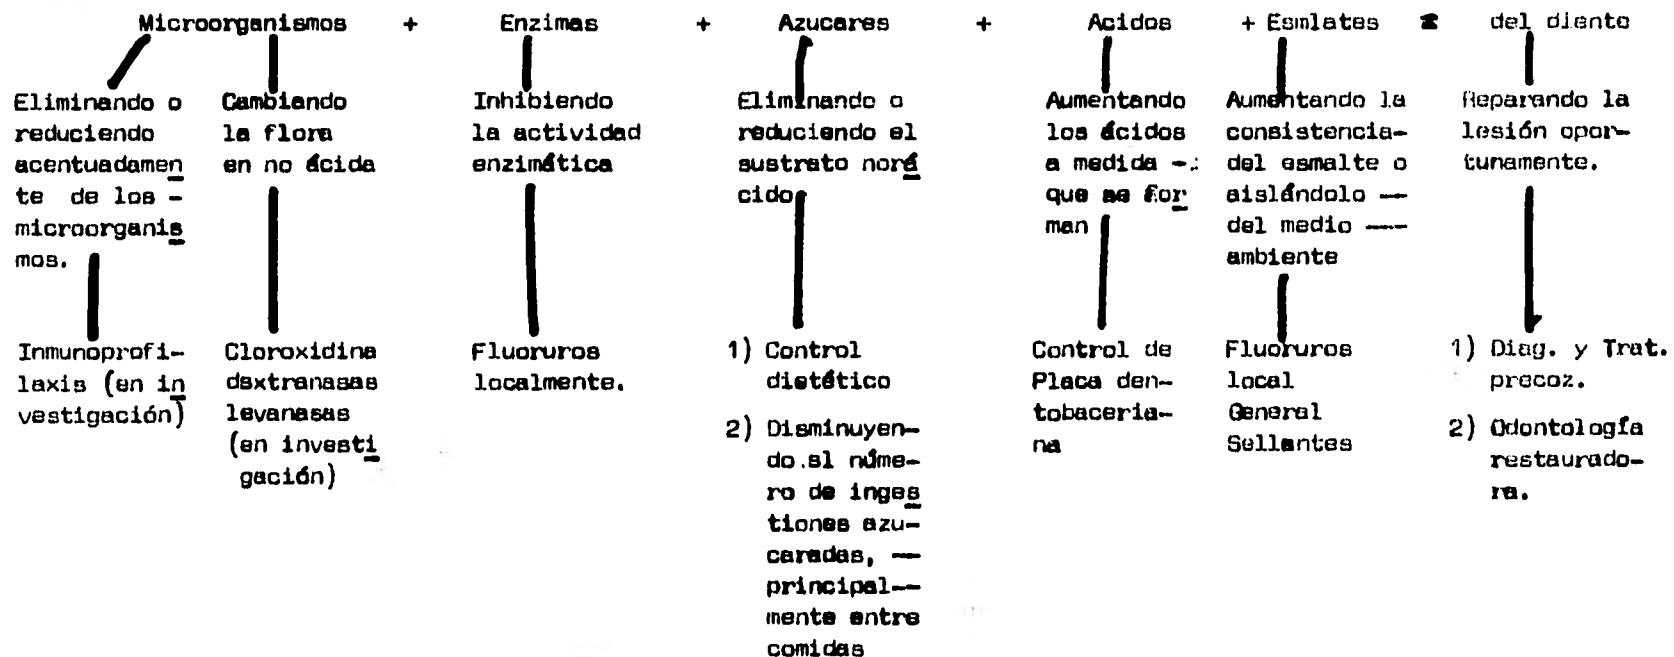 Microorganismos + Enzimas + Azucares + Acidos + Esmlates = del diento
Eliminando o
reduciendo
acentuadamen
te de los -
microorganis
mos.
Cambiando
la flora
en no ácida
Inhibiendo
la actividad
enzimática
Eliminando o
reduciendo el
sustrato norá
cido
Aumentando
los ácidos
a medida -
que se for
man
Aumentando la
consistencia-
del esmalte o
aislándolo --
del medio ---
ambiente
Reparando la
lesión opor-
tunamente.
Inmunoprofi-
laxis (en in
vestigación)
Cloroxidina
dextranasas
levanasas
(en investi
gación)
Fluoruros
localmente.
1) Control
dietético
2) Disminuyen-
do.el núme-
ro de inges
tiones azu-
caradas, --
principal--
mente entre
comidas
Control de
Placa den-
tobaceria-
na
Fluoruros
local
General
Sellantes
1) Diag. y Trat.
precoz.
2) Odontología
restaurado-
ra.